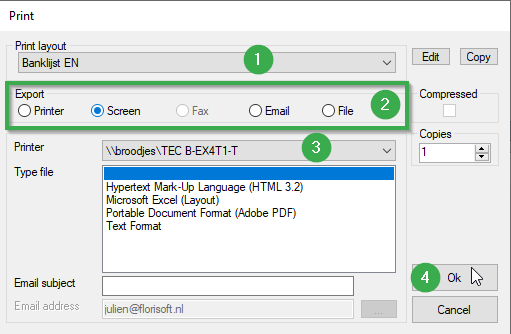 Print
Print layout
Banklijst EN
1
Edit
Copy
Export
Printer
Screen
Fax
Email
File
2
Compressed
Copies
1
Printer
\\broodjes\TEC B-EX4T1-T
3
Type file
Hypertext Mark-Up Language (HTML 3.2)
Microsoft Excel (Layout)
Portable Document Format (Adobe PDF)
Text Format
Email subject
4
Ok
Email address
julien@florisoft.nl
...
Cancel